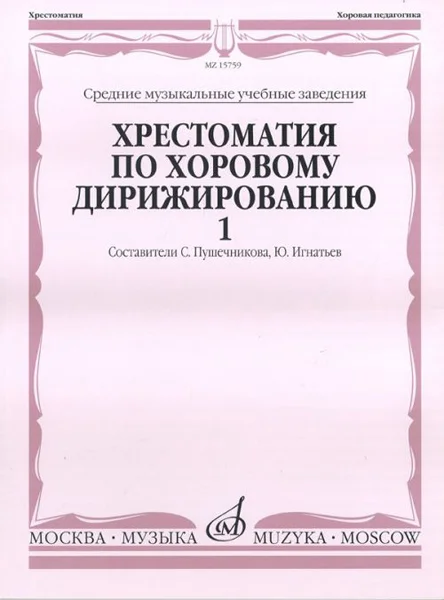 Хрестоматия
Хоровая педагогика
MZ 15759
Средние музыкальные учебные заведения
ХРЕСТОМАТИЯ
ПО ХОРОВОМУ
ДИРИЖИРОВАНИЮ
1
Составители С. Пушечникова, Ю. Игнатьев
МОСКВА • МУЗЫКА
MUZYKA • MOSCOW